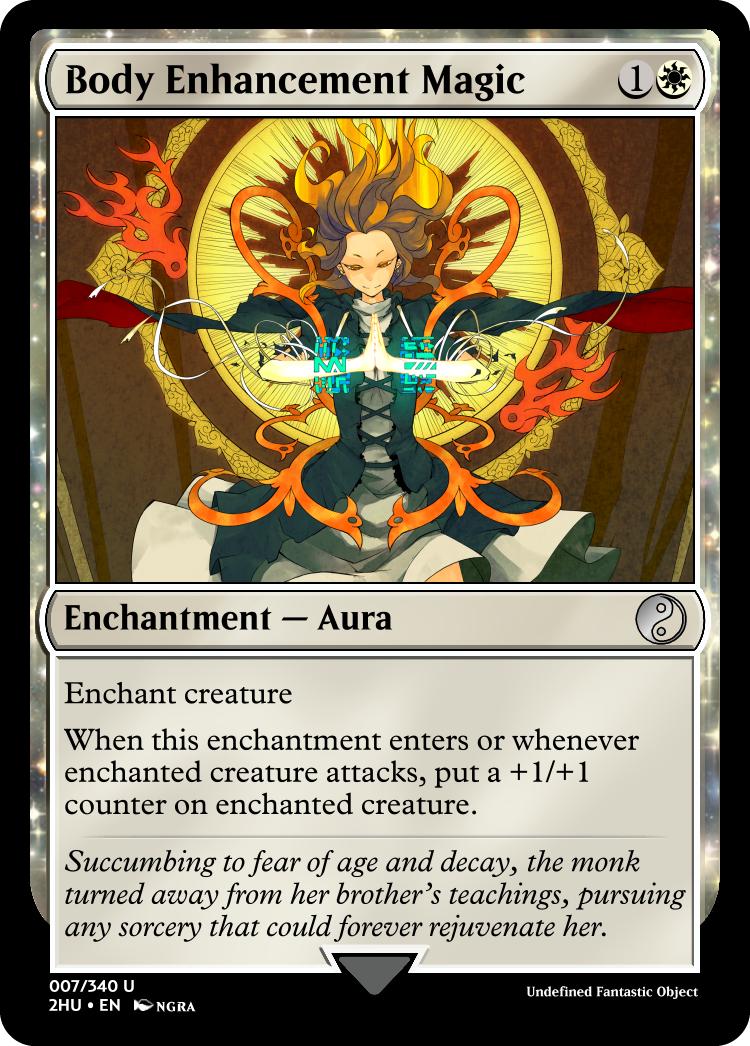 Body Enhancement Magic 1
Enchantment — Aura
Enchant creature
When this enchantment enters or whenever
enchanted creature attacks, put a +1/+1
counter on enchanted creature.
Succumbing to fear of age and decay, the monk
turned away from her brother's teachings, pursuing
any sorcery that could forever rejuvenate her.
007/340 U
2HU • EN NGRA
Undefined Fantastic Object